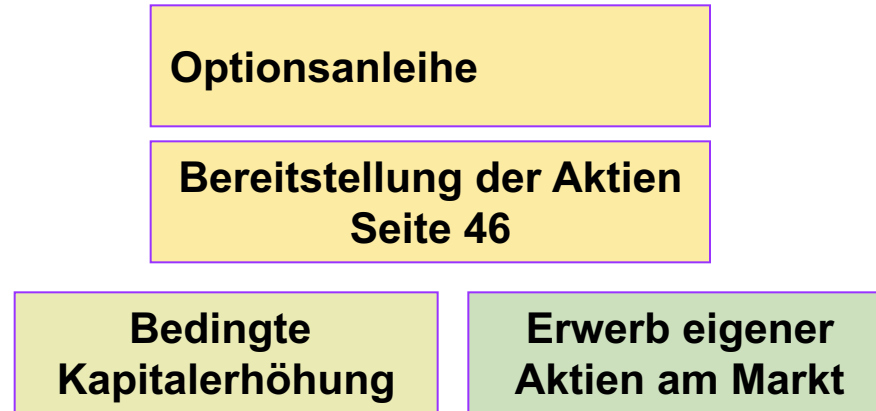 Optionsanleihe
Bereitstellung der Aktien
Seite 46
Bedingte
Kapitalerhöhung
Erwerb eigener
Aktien am Markt